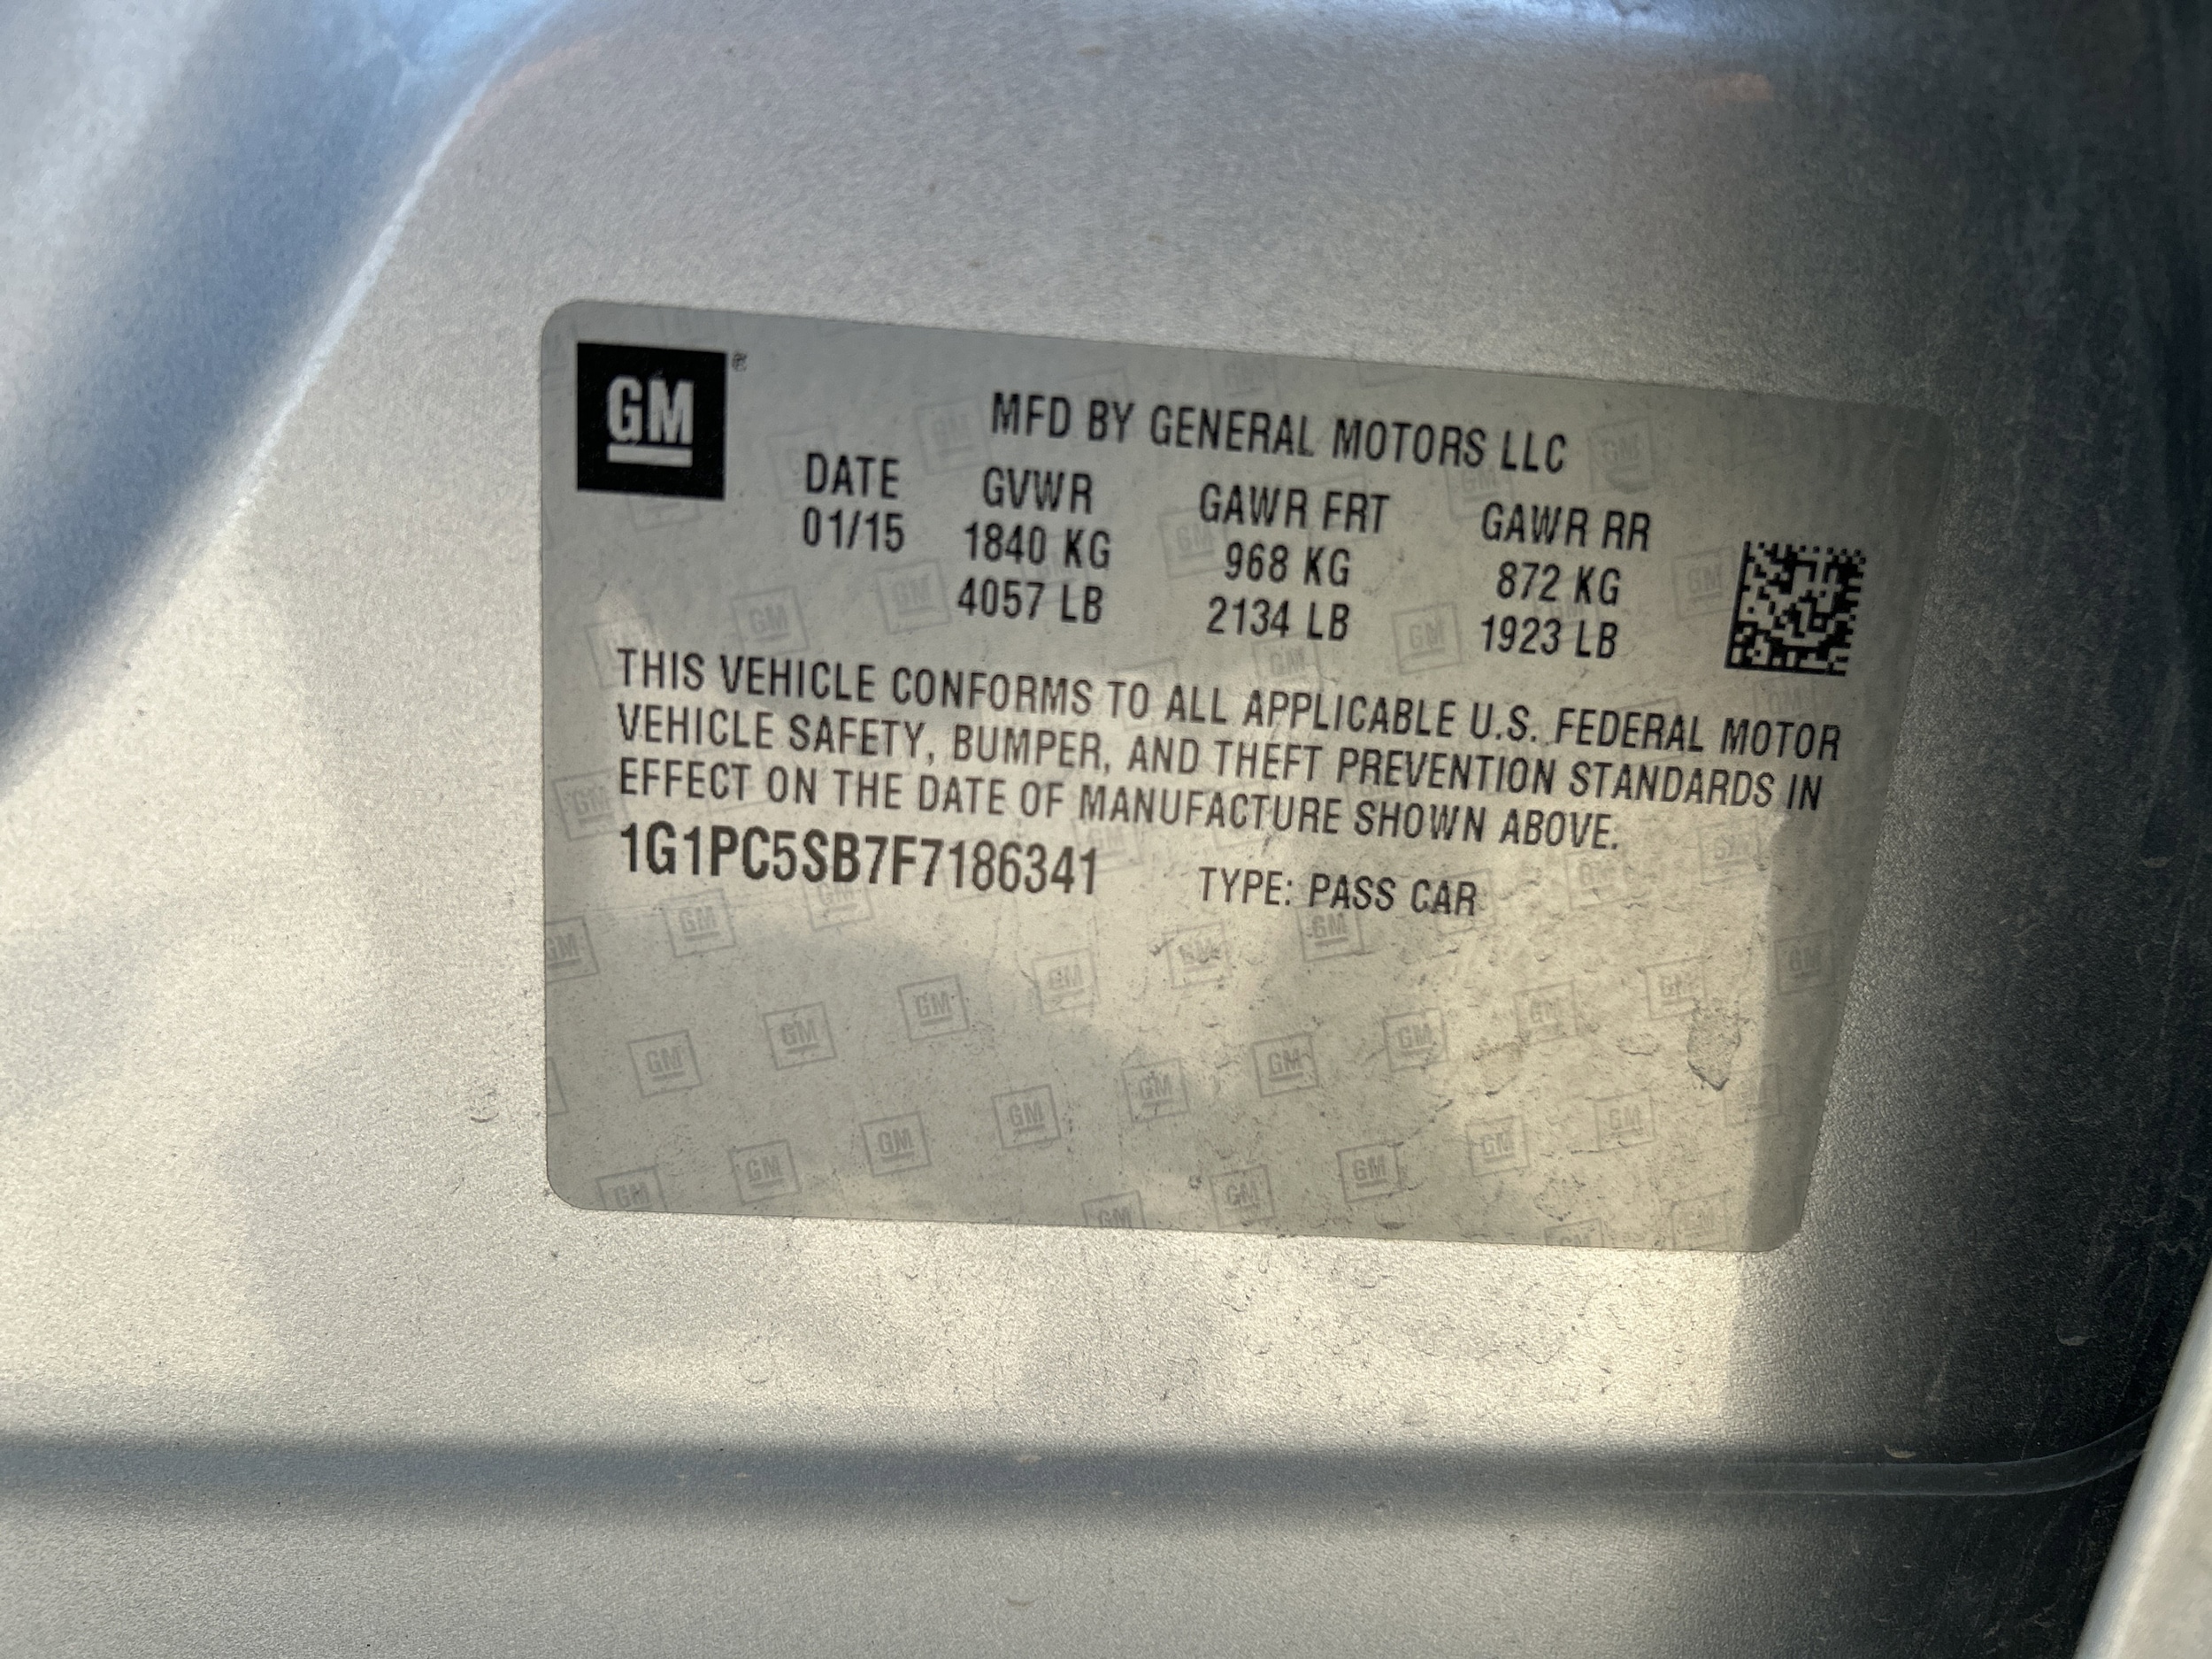 GM ®
MFD BY GENERAL MOTORS LLC
DATE GVWR GAWR FRT GAWR RR
01/15 1840 KG 968 KG 872 KG
4057 LB 2134 LB 1923 LB
THIS VEHICLE CONFORMS TO ALL APPLICABLE U.S. FEDERAL MOTOR
VEHICLE SAFETY, BUMPER, AND THEFT PREVENTION STANDARDS IN
EFFECT ON THE DATE OF MANUFACTURE SHOWN ABOVE.
1G1PC5SB7F7186341 TYPE: PASS CAR